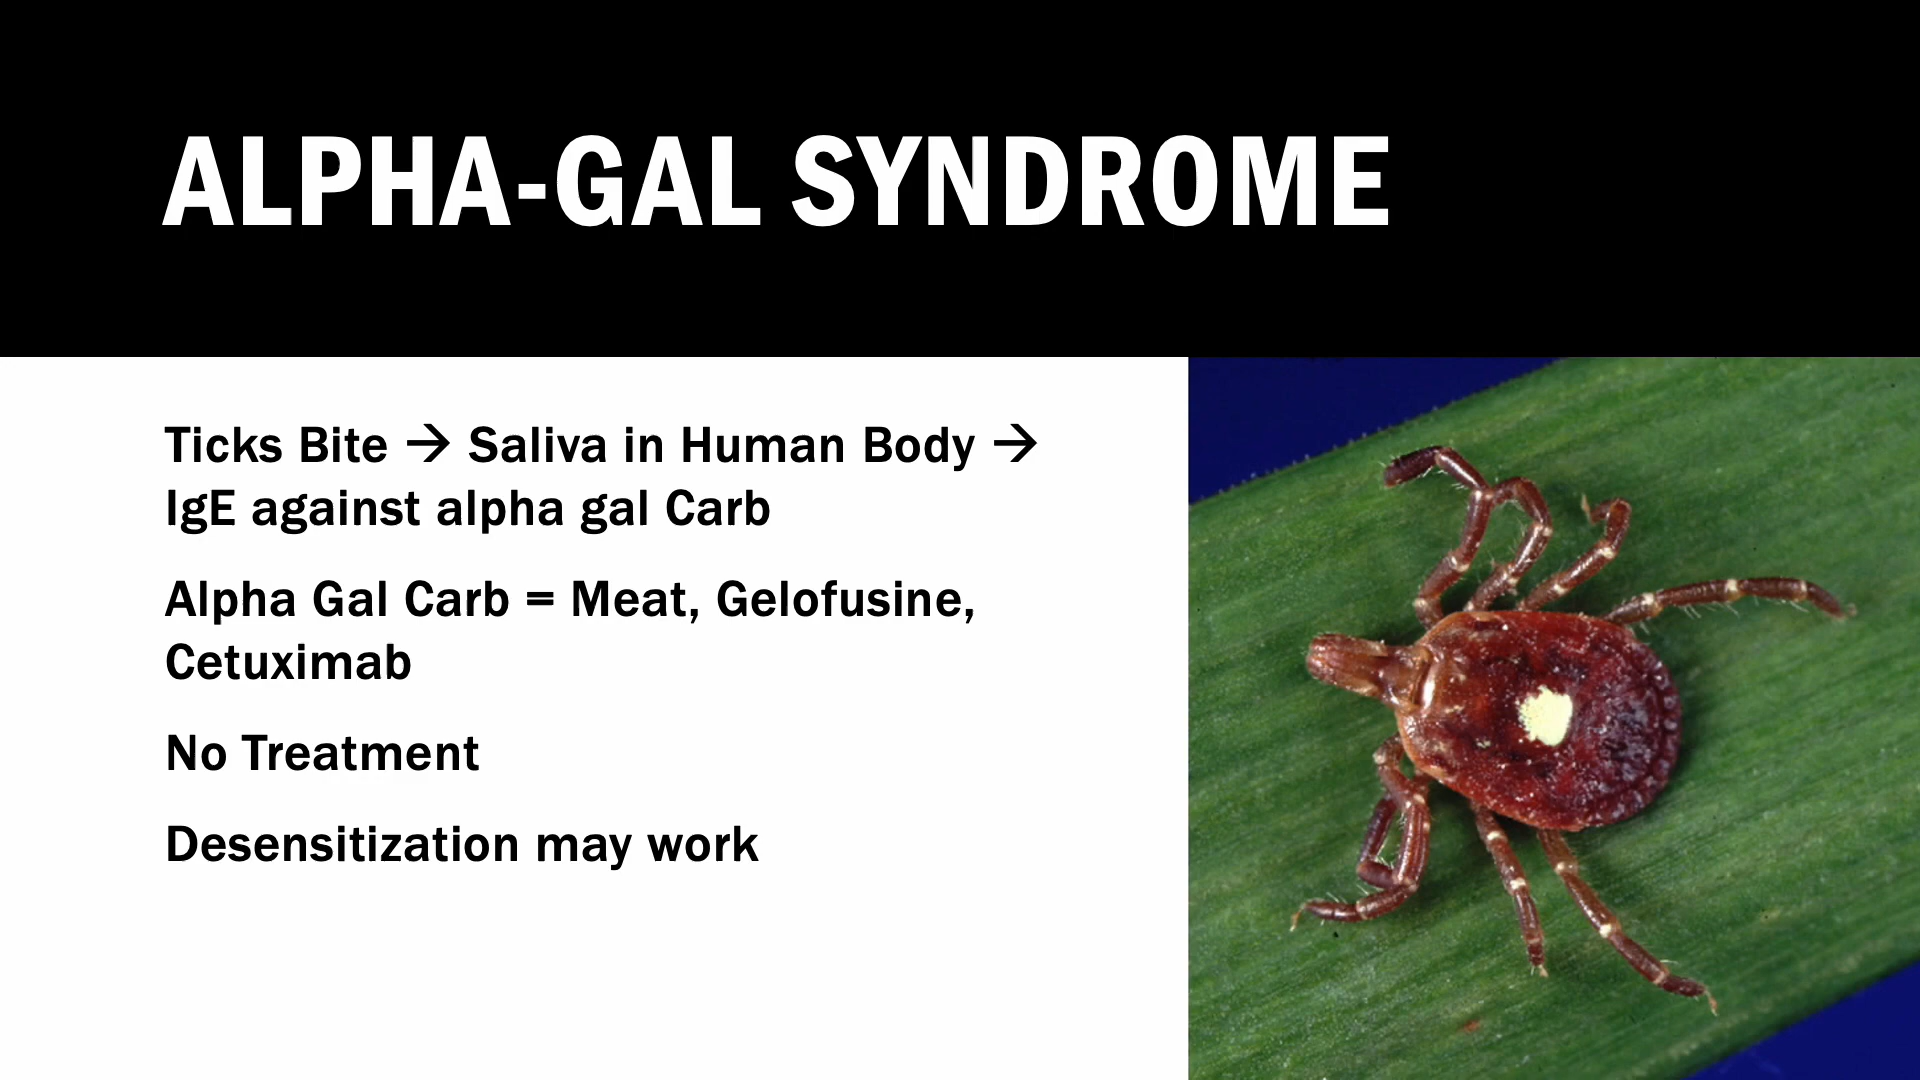 ALPHA-GAL SYNDROME
Ticks Bite → Saliva in Human Body →
IgE against alpha gal Carb
Alpha Gal Carb = Meat, Gelofusine,
Cetuximab
No Treatment
Desensitization may work